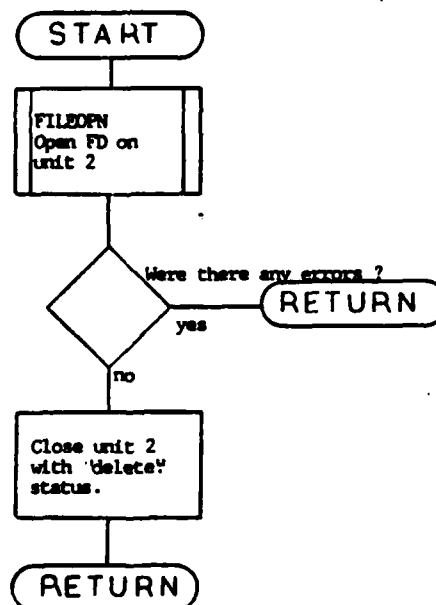 START
FILEOPN
Open FD on
unit 2
Were there any errors ?
RETURN
yes
no
Close unit 2
with "delete"
status.
RETURN